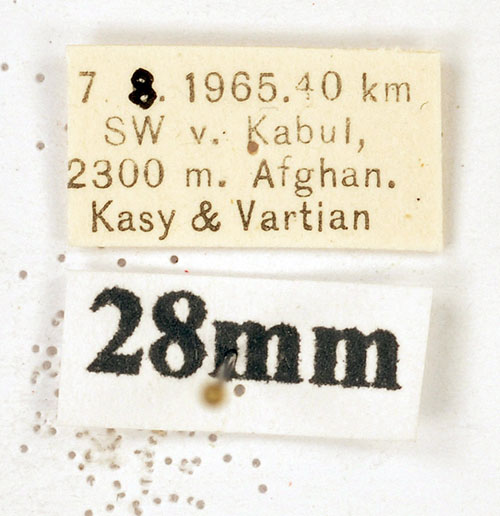 7 8. 1965.40 km
SW v. Kabul,
2300 m. Afghan.
Kasy & Vartian
28mm